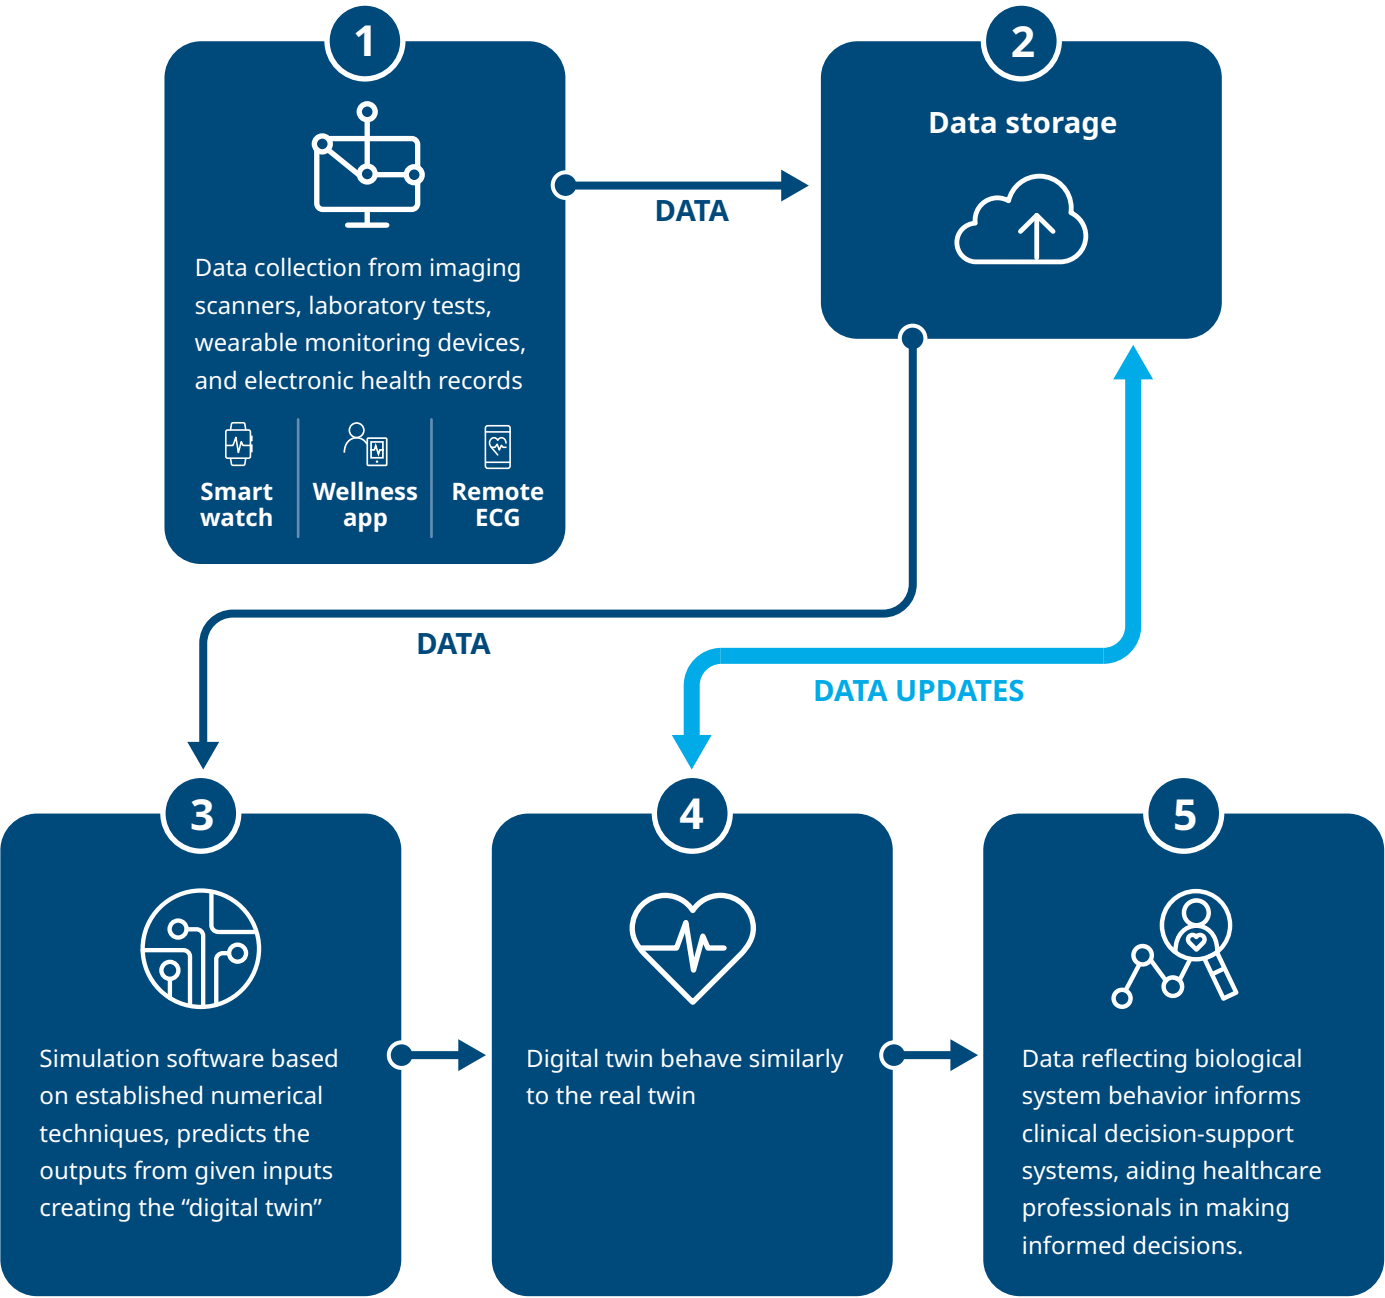 1
Data collection from imaging
scanners, laboratory tests,
wearable monitoring devices,
and electronic health records
Smart
watch
Wellness
app
Remote
ECG
DATA
2
Data storage
DATA
DATA UPDATES
3
Simulation software based
on established numerical
techniques, predicts the
outputs from given inputs
creating the “digital twin”
4
Digital twin behave similarly
to the real twin
5
Data reflecting biological
system behavior informs
clinical decision-support
systems, aiding healthcare
professionals in making
informed decisions.